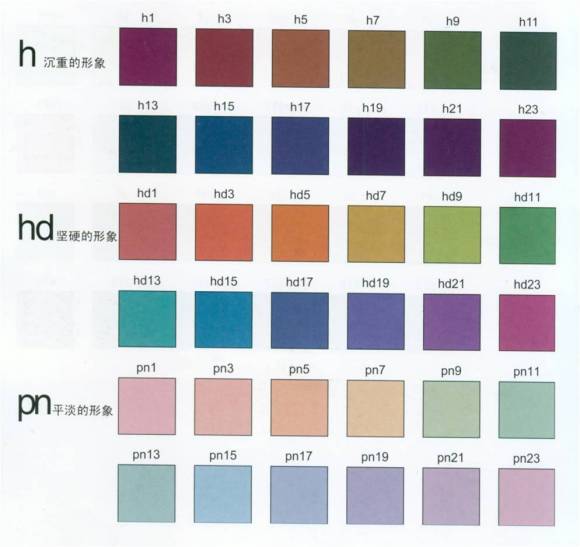 h1 h3 h5 h7 h9 h11
h 沉重的形象
h13 h15 h17 h19 h21 h23
hd1 hd3 hd5 hd7 hd9 hd11
hd 坚硬的形象
hd13 hd15 hd17 hd19 hd21 hd23
pn1 pn3 pn5 pn7 pn9 pn11
pn 平淡的形象
pn13 pn15 pn17 pn19 pn21 pn23